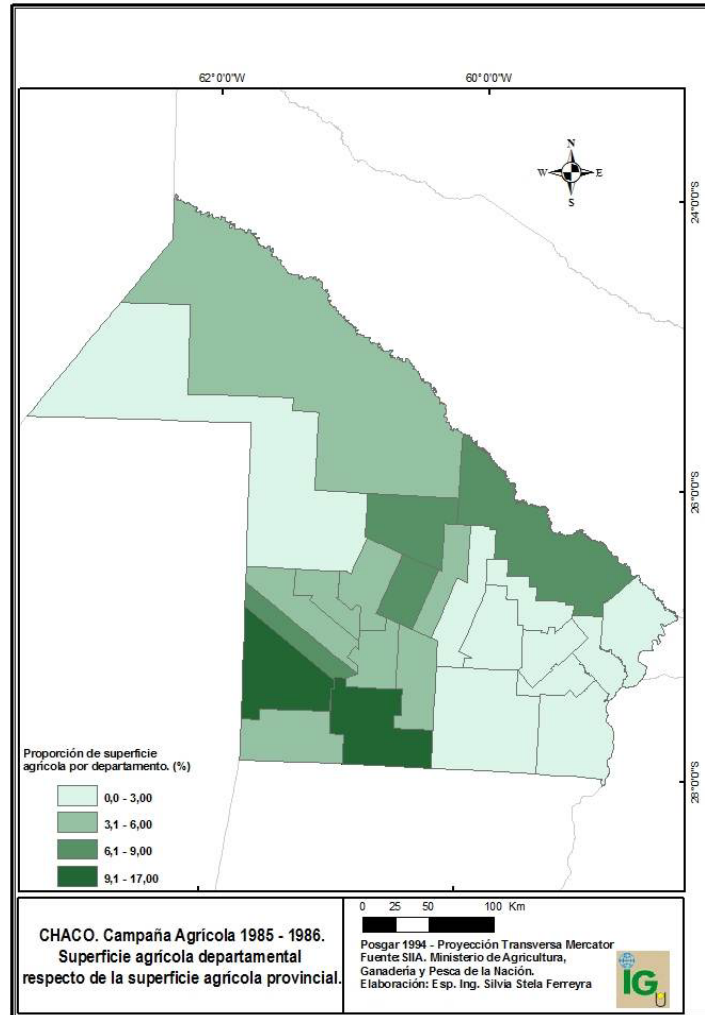 62°0'0"W
60°0'0"W
N
W
E
S
24°0'0"S
26°0'0"S
28°0'0"S
Proporción de superficie
agrícola por departamento. (%)
0,0 - 3,00
3,1 - 6,00
6,1 - 9,00
9,1 - 17,00
CHACO. Campaña Agrícola 1985 - 1986.
Superficie agrícola departamental
respecto de la superficie agrícola provincial.
0 25 50 100 Km
Posgar 1994 - Proyección Transversa Mercator
Fuente SIIA. Ministerio de Agricultura,
Ganadería y Pesca de la Nación.
Elaboración: Esp. Ing. Silvia Stela Ferreyra
IG
U